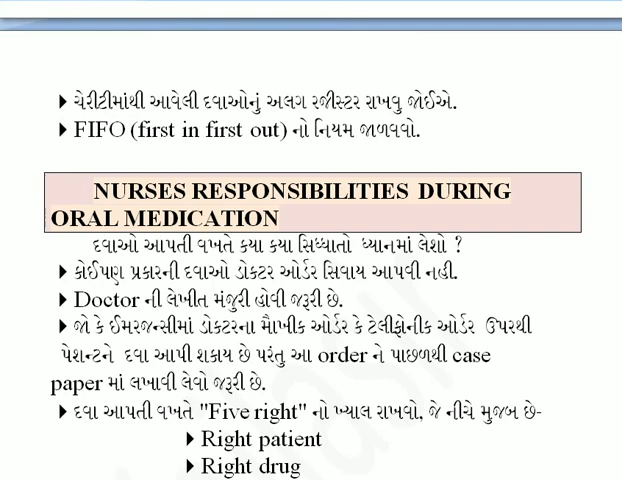 ચેરીટીમાંથી આવેલી દવાઓનું અલગ રજીસ્ટર રાખવુ જોઈએ.
FIFO (first in first out) નો નિયમ જાળવવો.
NURSES RESPONSIBILITIES DURING
ORAL MEDICATION
દવાઓ આપતી વખતે કયા કયા સિધ્ધાતો ધ્યાનમાં લેશો ?
કોઈપણ પ્રકારની દવાઓ ડોકટર ઓર્ડર સિવાય આપવી નહી.
Doctor ની લેખીત મંજુરી હોવી જરૂરી છે.
જો કે ઈમરજન્સીમાં ડોકટરના મૌખીક ઓર્ડર કે ટેલીફોનીક ઓર્ડર ઉપરથી
પેશન્ટને દવા આપી શકાય છે પરંતુ આ order ને પાછળથી case
paper માં લખાવી લેવો જરૂરી છે.
દવા આપતી વખતે "Five right" નો ખ્યાલ રાખવો, જે નીચે મુજબ છે-
Right patient
Right drug